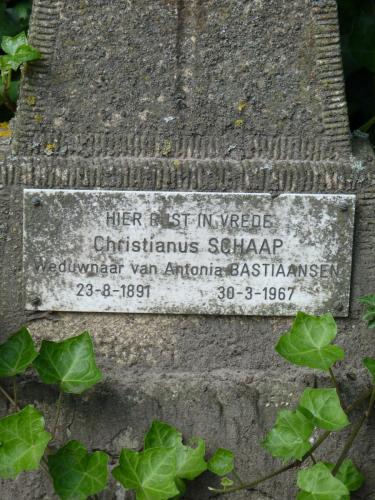 HIER RUST IN VREDE
Christianus SCHAAP
Weduwnaar van Antonia BASTIAANSEN
23-8-1891 30-3-1967